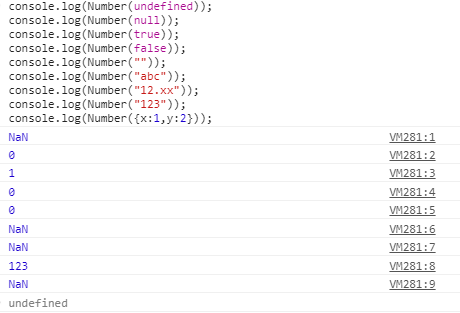 console.log(Number(undefined));
console.log(Number(null));
console.log(Number(true));
console.log(Number(false));
console.log(Number(""));
console.log(Number("abc"));
console.log(Number("12.xx"));
console.log(Number("123"));
console.log(Number({x:1,y:2}));
NaN VM281:1
0 VM281:2
1 VM281:3
0 VM281:4
0 VM281:5
NaN VM281:6
NaN VM281:7
123 VM281:8
NaN VM281:9
undefined